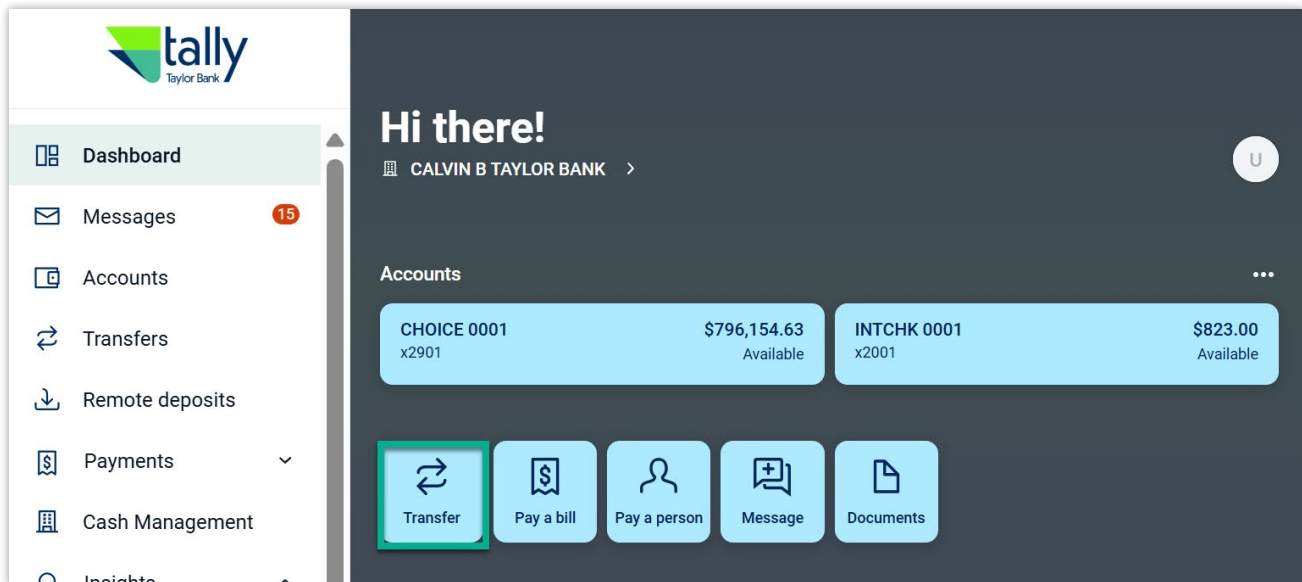 tally
Taylor Bank
Dashboard
Messages 15
Accounts
Transfers
Remote deposits
Payments
Cash Management
Insights
Hi there!
CALVIN B TAYLOR BANK
U
Accounts
CHOICE 0001 $796,154.63
x2901 Available
INTCHK 0001 $823.00
x2001 Available
Transfer
Pay a bill
Pay a person
Message
Documents